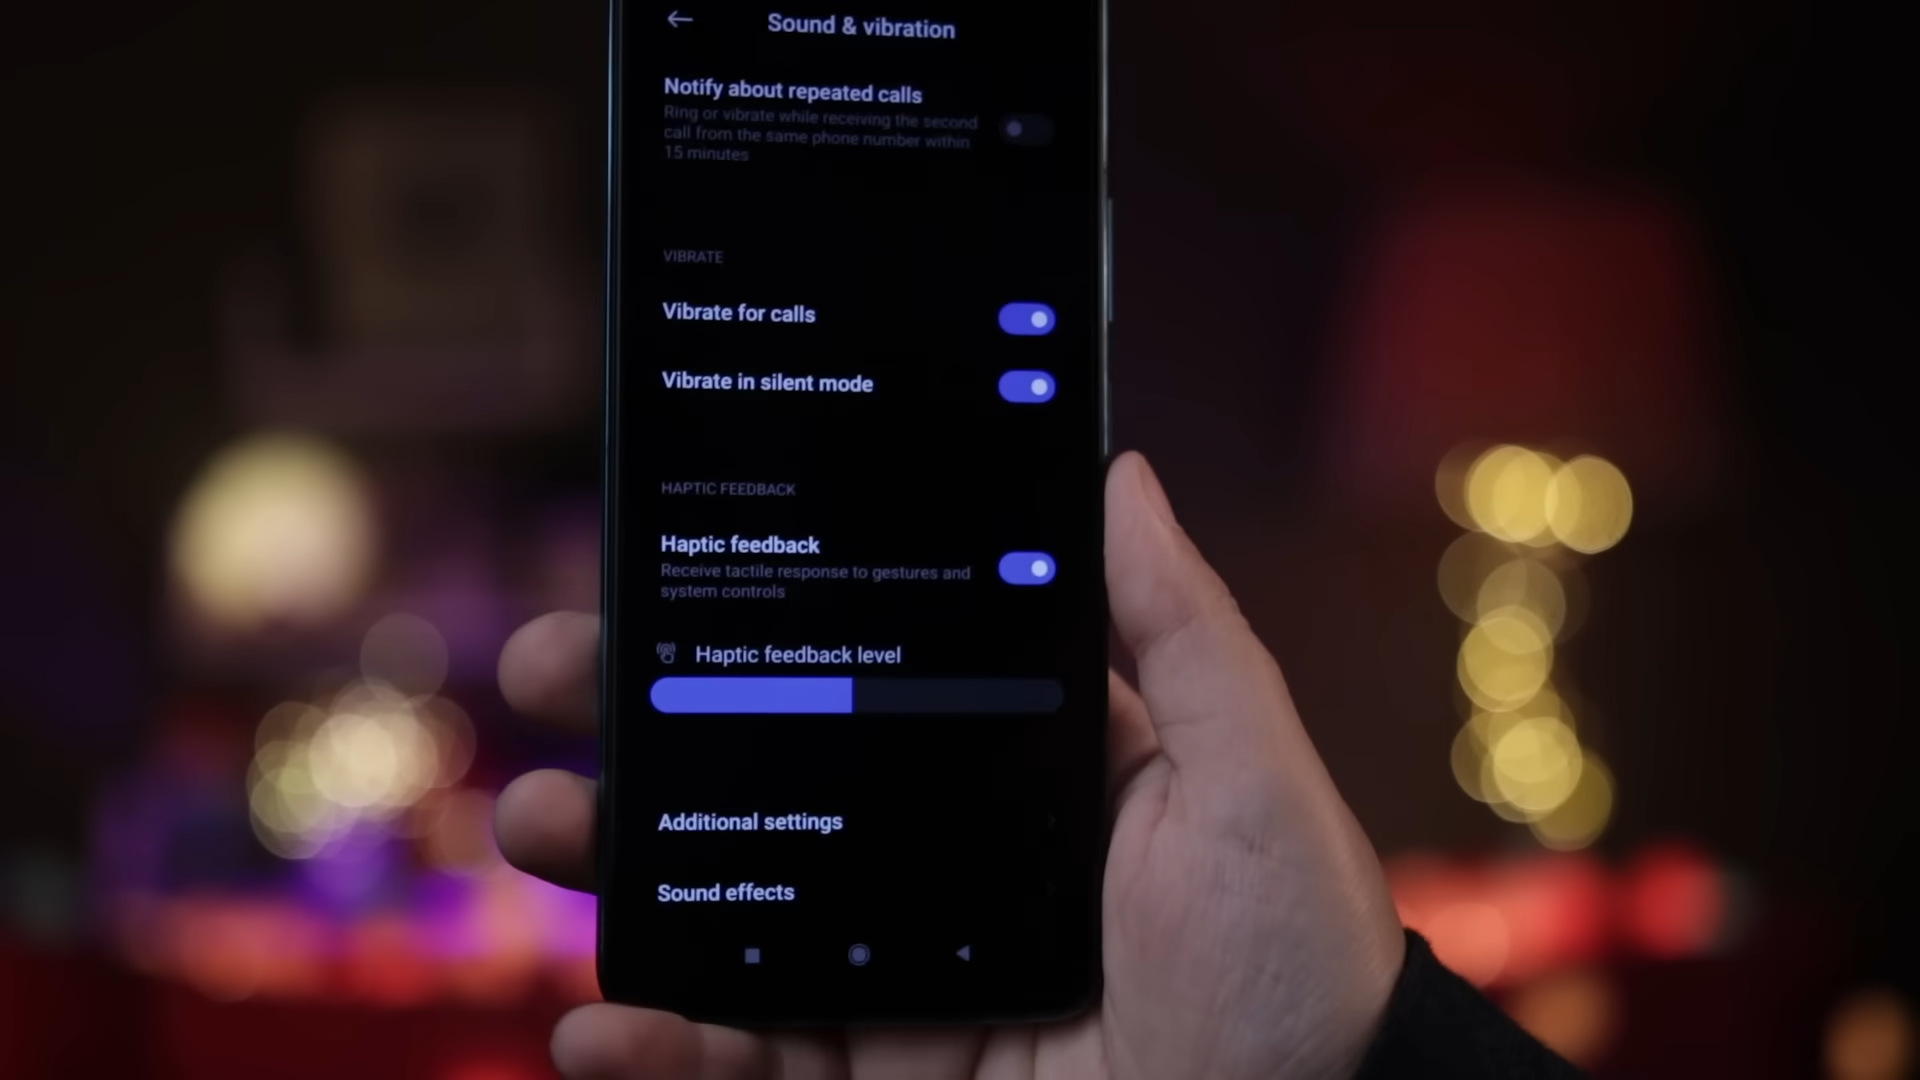 Sound & vibration
Notify about repeated calls
Ring or vibrate while receiving the second
call from the same phone number within
15 minutes
VIBRATE
Vibrate for calls
Vibrate in silent mode
HAPTIC FEEDBACK
Haptic feedback
Receive tactile response to gestures and
system controls
Haptic feedback level
Additional settings
Sound effects